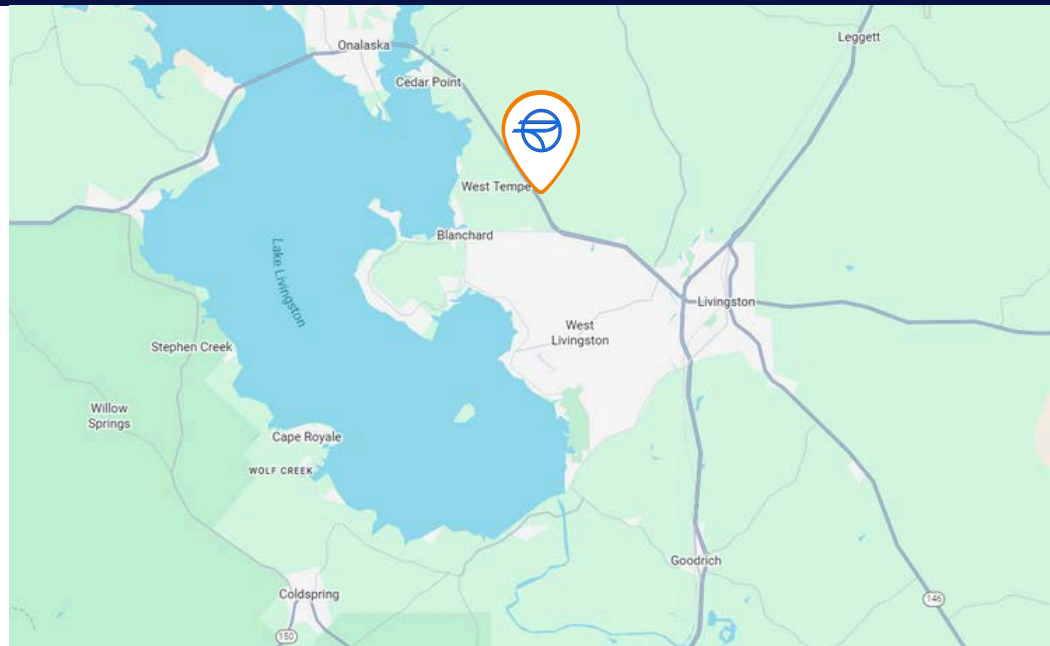 Onalaska
Leggett
Cedar Point
West Tempe
Blanchard
Lake Livingston
Livingston
West
Livingston
Stephen Creek
Willow
Springs
Cape Royale
WOLF CREEK
Goodrich
Coldspring
146
150